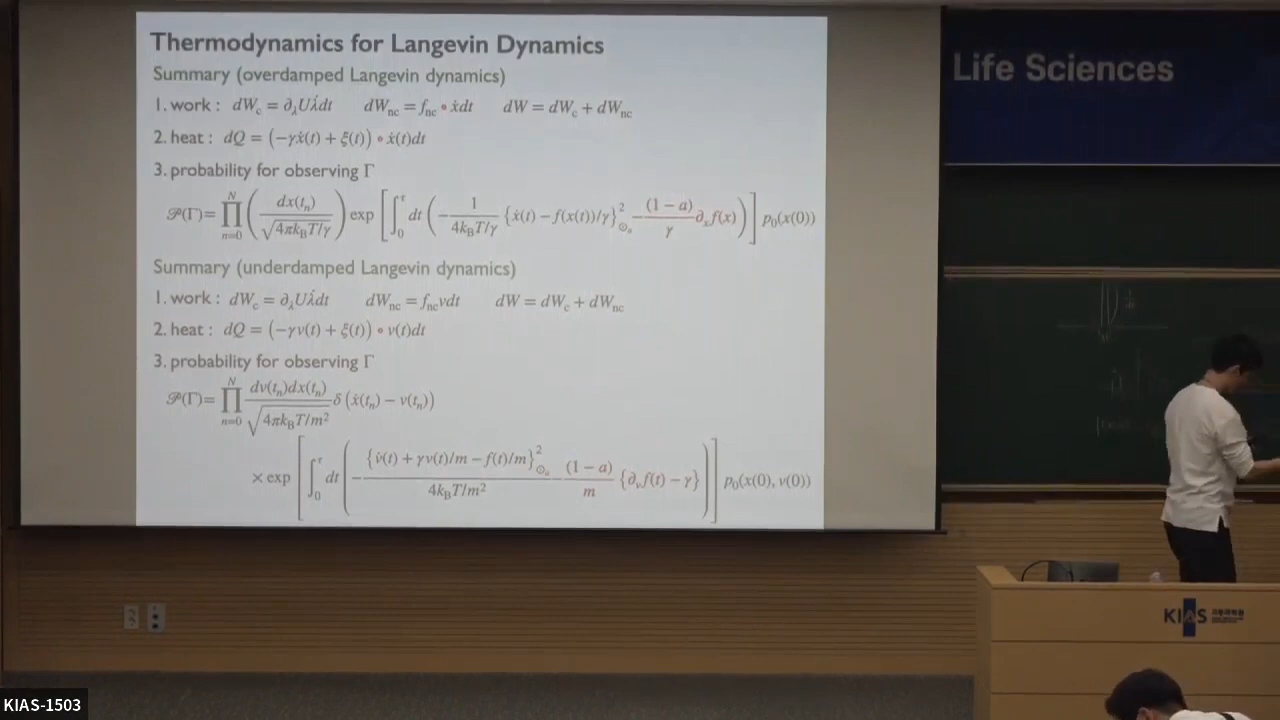 Thermodynamics for Langevin Dynamics
Summary (overdamped Langevin dynamics)
1. work : dW_c = ∂_λU λ̇dt dW_nc = f_nc ∘ ẋdt dW = dW_c + dW_nc
2. heat : dQ = (−γẋ(t) + ξ(t)) ∘ ẋ(t)dt
3. probability for observing Γ
𝒫(Γ)= ∏_{n=0}^{N} ( dx(t_n) / √(4πk_BT/γ) ) exp [ ∫_0^τ dt ( − 1/(4k_BT/γ) {ẋ(t) − f(x(t))/γ}²_{⊙_a} − (1 − a)/γ ∂_x f(x) ) ] p_0(x(0))
Summary (underdamped Langevin dynamics)
1. work : dW_c = ∂_λU λ̇dt dW_nc = f_nc vdt dW = dW_c + dW_nc
2. heat : dQ = (−γv(t) + ξ(t)) ∘ v(t)dt
3. probability for observing Γ
𝒫(Γ)= ∏_{n=0}^{N} dv(t_n)dx(t_n) / √(4πk_BT/m²) δ (ẋ(t_n) − v(t_n))
× exp [ ∫_0^τ dt ( − {v̇(t) + γv(t)/m − f(t)/m}²_{⊙_a} / (4k_BT/m²) − (1 − a)/m {∂_v f(t) − γ} ) ] p_0(x(0), v(0))
Life Sciences
KIAS
KIAS-1503